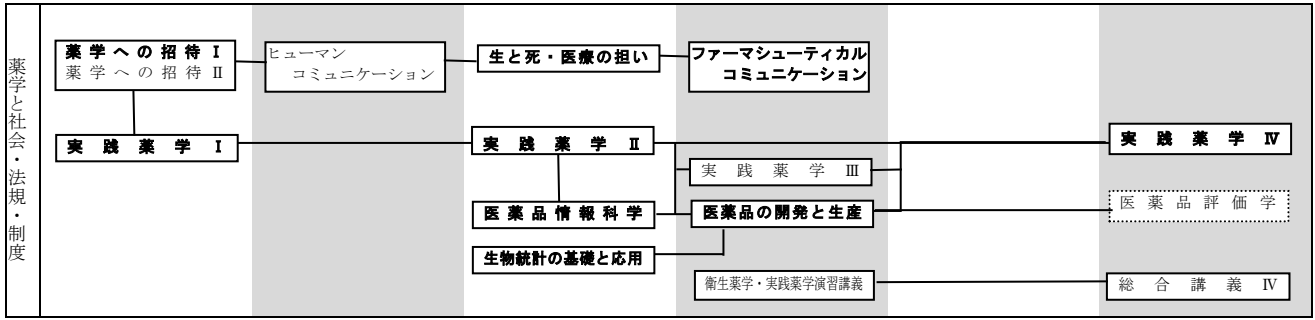 薬学と社会・法規・制度
薬学への招待Ⅰ
薬学への招待Ⅱ
ヒューマン
コミュニケーション
生と死・医療の担い
ファーマシューティカル
コミュニケーション
実践薬学Ⅰ
実践薬学Ⅱ
実践薬学Ⅳ
実践薬学Ⅲ
医薬品情報科学
医薬品の開発と生産
医薬品評価学
生物統計の基礎と応用
衛生薬学・実践薬学演習講義
総合講義Ⅳ